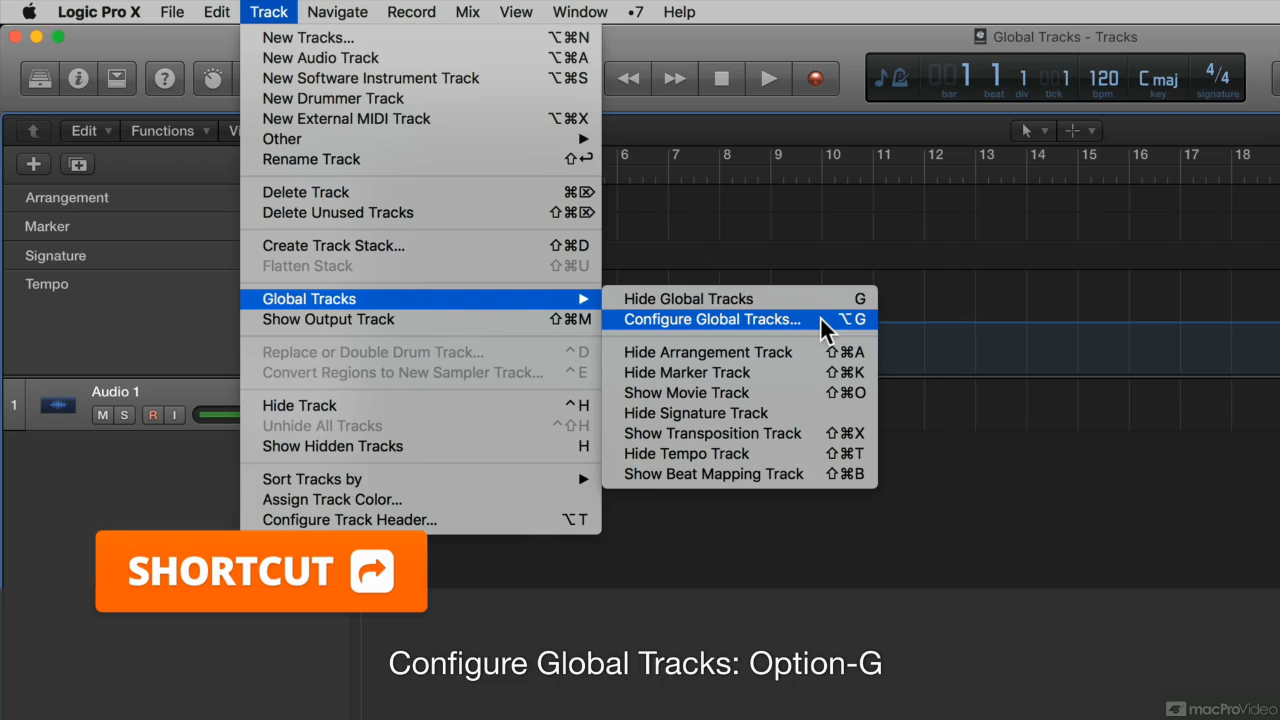 Logic Pro X File Edit Track Navigate Record Mix View Window •7 Help
Global Tracks - Tracks
001 1 1 001 120 C maj 4/4
bar beat div tick bpm key signature
Edit Functions Vi
6 7 8 9 10 11 12 13 14 15 16 17 18
Arrangement
Marker
Signature
Tempo
1 Audio 1
M S R I
New Tracks... ⌥⌘N
New Audio Track ⌥⌘A
New Software Instrument Track ⌥⌘S
New Drummer Track
New External MIDI Track ⌥⌘X
Other
Rename Track ⇧↩
Delete Track ⌘⌦
Delete Unused Tracks ⇧⌘⌦
Create Track Stack... ⇧⌘D
Flatten Stack ⇧⌘U
Global Tracks
Show Output Track ⇧⌘M
Replace or Double Drum Track... ^D
Convert Regions to New Sampler Track... ^E
Hide Track ^H
Unhide All Tracks ^⇧H
Show Hidden Tracks H
Sort Tracks by
Assign Track Color...
Configure Track Header... ⌥T
Hide Global Tracks G
Configure Global Tracks... ⌥G
Hide Arrangement Track ⇧⌘A
Hide Marker Track ⇧⌘K
Show Movie Track ⇧⌘O
Hide Signature Track
Show Transposition Track ⇧⌘X
Hide Tempo Track ⇧⌘T
Show Beat Mapping Track ⇧⌘B
SHORTCUT
Configure Global Tracks: Option-G
macProVideo